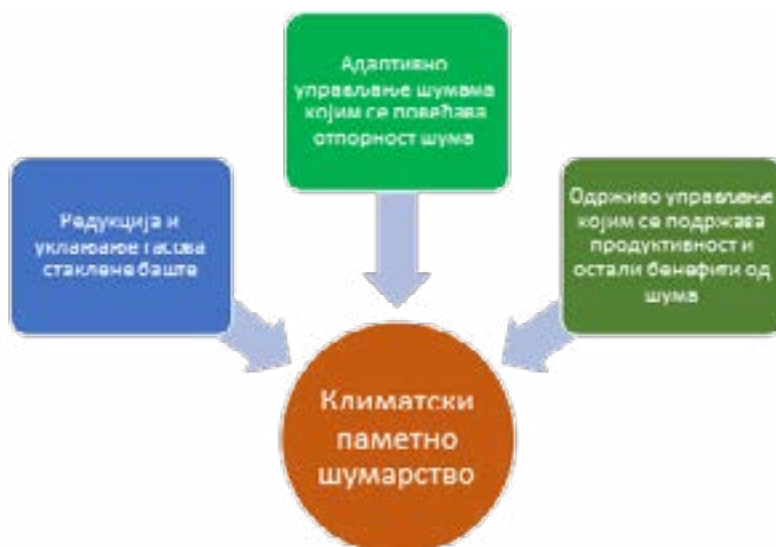 Адаптивно
управљање шумама
којим се повећава
отпорност шума
Редукција и
уклањање гасова
стаклене баште
Одрживо управљање
којим се подржава
продуктивност и
остали бенефити од
шума
Климатски
паметно
шумарство